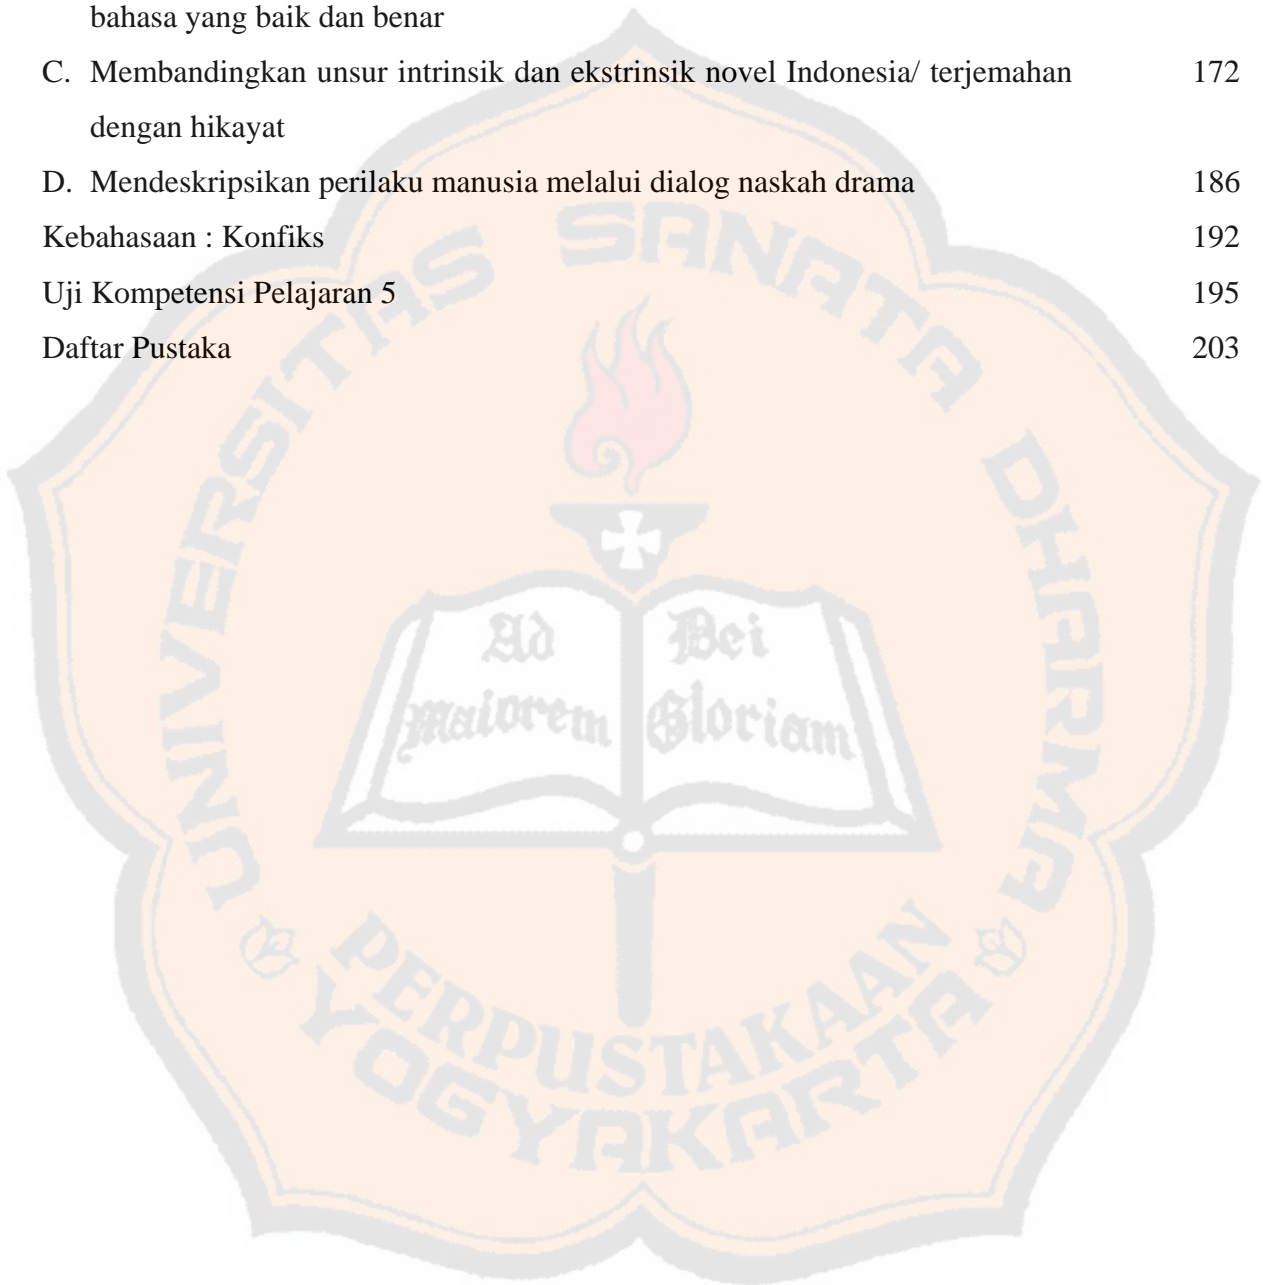 bahasa yang baik dan benar
C. Membandingkan unsur intrinsik dan ekstrinsik novel Indonesia/ terjemahan 172
dengan hikayat
D. Mendeskripsikan perilaku manusia melalui dialog naskah drama 186
Kebahasaan : Konfiks 192
Uji Kompetensi Pelajaran 5 195
Daftar Pustaka 203
UNIVERSITAS SANATA DHARMA
Ad Dei
maiorem Gloriam
PERPUSTAKAAN
YOGYAKARTA